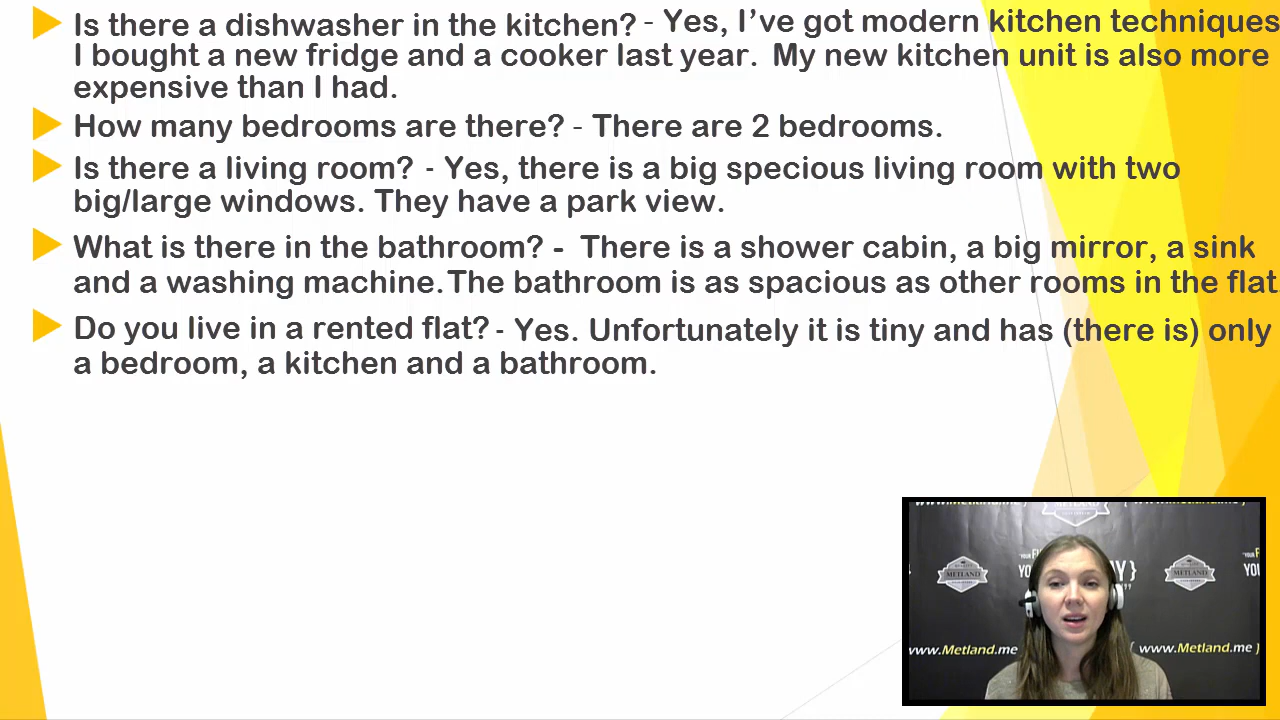 Is there a dishwasher in the kitchen? - Yes, I've got modern kitchen techniques
I bought a new fridge and a cooker last year. My new kitchen unit is also more
expensive than I had.
How many bedrooms are there? - There are 2 bedrooms.
Is there a living room? - Yes, there is a big specious living room with two
big/large windows. They have a park view.
What is there in the bathroom? - There is a shower cabin, a big mirror, a sink
and a washing machine. The bathroom is as spacious as other rooms in the flat
Do you live in a rented flat? - Yes. Unfortunately it is tiny and has (there is) only
a bedroom, a kitchen and a bathroom.
METLAND
METLAND
www.Metland.me
{ www.Metland.me }